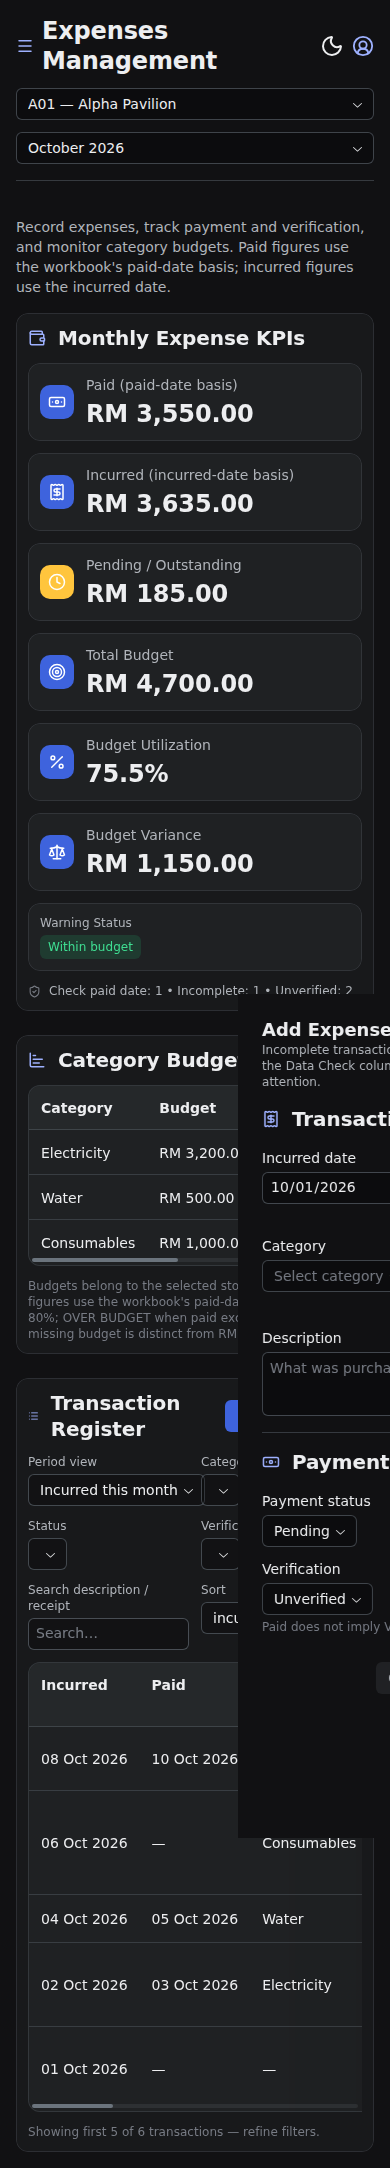 Expenses
Management
A01 — Alpha Pavilion
October 2026
Record expenses, track payment and verification,
and monitor category budgets. Paid figures use
the workbook's paid-date basis; incurred figures
use the incurred date.
Monthly Expense KPIs
Paid (paid-date basis)
RM 3,550.00
Incurred (incurred-date basis)
RM 3,635.00
Pending / Outstanding
RM 185.00
Total Budget
RM 4,700.00
Budget Utilization
75.5%
Budget Variance
RM 1,150.00
Warning Status
Within budget
Check paid date: 1 • Incomplete: 1 • Unverified: 2
Category Budge
Category Budget
Electricity RM 3,200.0
Water RM 500.00
Consumables RM 1,000.0
Budgets belong to the selected sto
figures use the workbook's paid-da
80%; OVER BUDGET when paid exc
missing budget is distinct from RM
Add Expense
Incomplete transactio
the Data Check colum
attention.
Transacti
Incurred date
10/01/2026
Category
Select category
Description
What was purcha
Payment
Payment status
Pending
Verification
Unverified
Paid does not imply V
Transaction
Register
Period view Catego
Incurred this month
Status Verific
Search description /
receipt
Sort
Search... incu
Incurred Paid
08 Oct 2026 10 Oct 2026
06 Oct 2026 — Consumables
04 Oct 2026 05 Oct 2026 Water
02 Oct 2026 03 Oct 2026 Electricity
01 Oct 2026 — —
Showing first 5 of 6 transactions — refine filters.